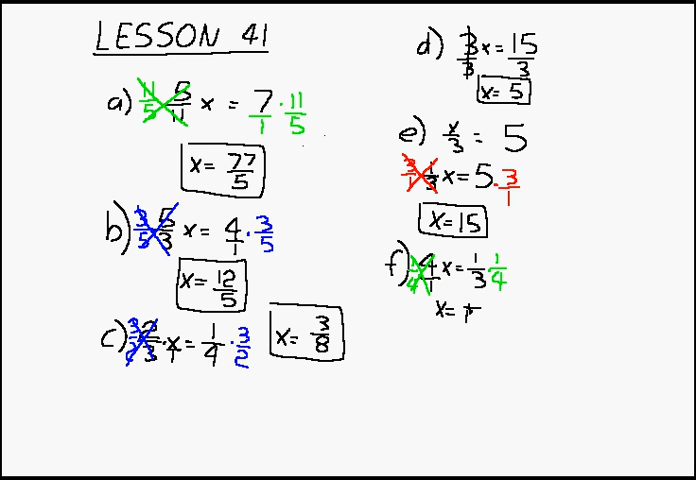 LESSON 41
a) 11/5 5/11 x = 7/1 · 11/5
x = 77/5
b) 3/5 5/3 x = 4/1 · 3/5
x = 12/5
c) 3/2 2/3 · x = 1/4 · 3/2
x = 3/8
d) 3x/3 = 15/3
x = 5
e) x/3 = 5
3/1 1/3 x = 5 · 3/1
x = 15
f) 1/4 4/1 x = 1/3 1/4
x =